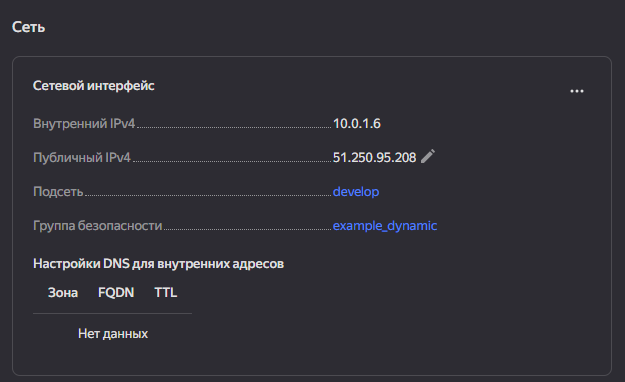 Сеть
Сетевой интерфейс
Внутренний IPv4 10.0.1.6
Публичный IPv4 51.250.95.208
Подсеть develop
Группа безопасности example_dynamic
Настройки DNS для внутренних адресов
Зона FQDN TTL
Нет данных